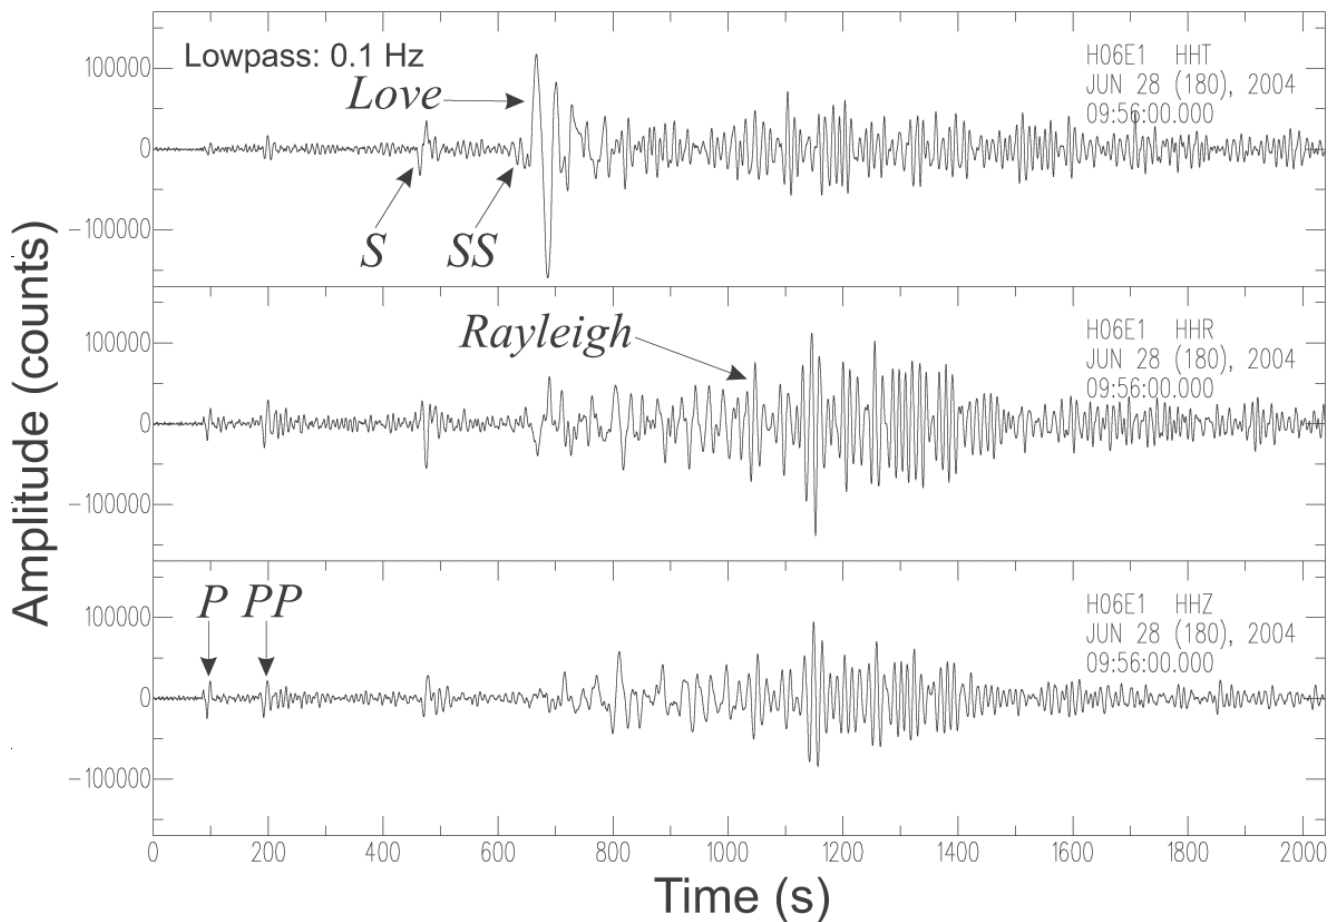 Lowpass: 0.1 Hz
Love
S
SS
H06E1 HHT
JUN 28 (180), 2004
09:56:00.000
100000
0
-100000
Rayleigh
H06E1 HHR
JUN 28 (180), 2004
09:56:00.000
100000
0
-100000
P
PP
H06E1 HHZ
JUN 28 (180), 2004
09:56:00.000
100000
0
-100000
Amplitude (counts)
0 200 400 600 800 1000 1200 1400 1600 1800 2000
Time (s)